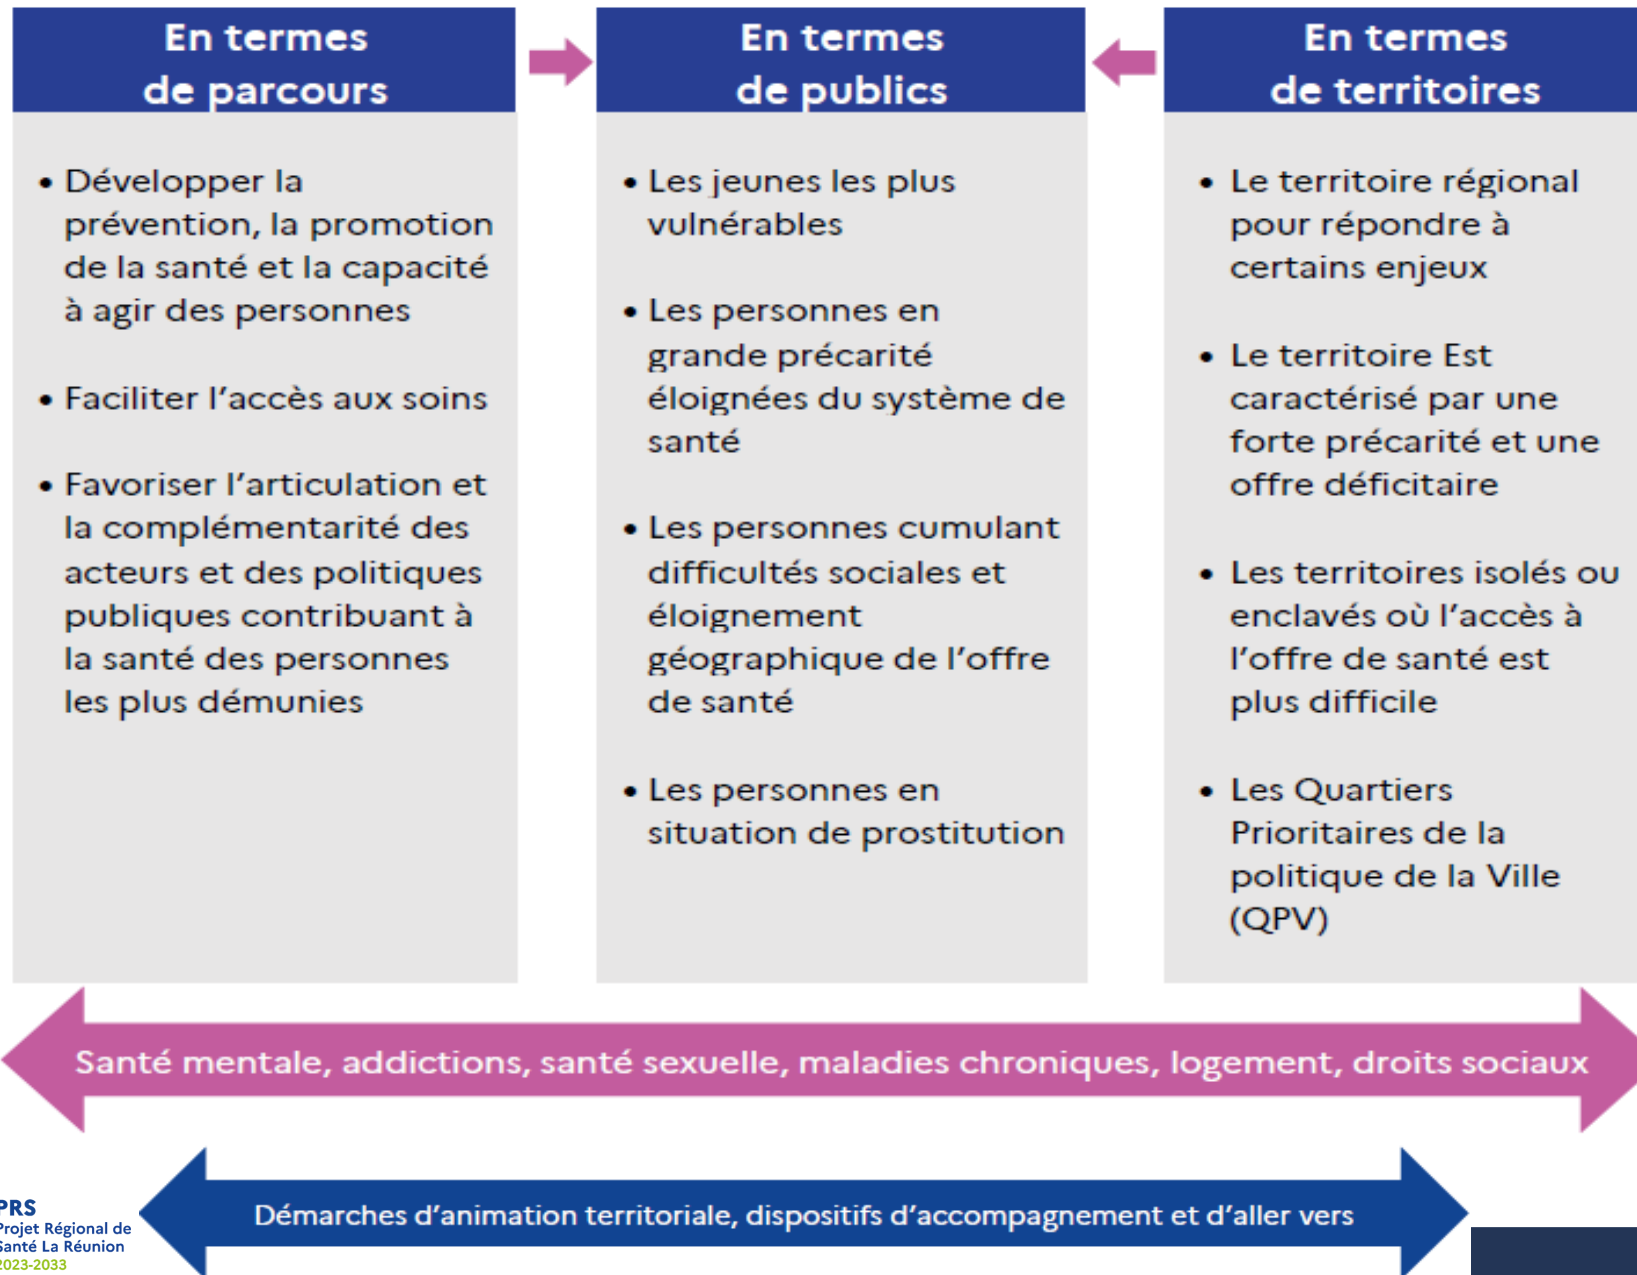 En termes
de parcours
• Développer la
prévention, la promotion
de la santé et la capacité
à agir des personnes
• Faciliter l'accès aux soins
• Favoriser l'articulation et
la complémentarité des
acteurs et des politiques
publiques contribuant à
la santé des personnes
les plus démunies
En termes
de publics
• Les jeunes les plus
vulnérables
• Les personnes en
grande précarité
éloignées du système de
santé
• Les personnes cumulant
difficultés sociales et
éloignement
géographique de l'offre
de santé
• Les personnes en
situation de prostitution
En termes
de territoires
• Le territoire régional
pour répondre à
certains enjeux
• Le territoire Est
caractérisé par une
forte précarité et une
offre déficitaire
• Les territoires isolés ou
enclavés où l'accès à
l'offre de santé est
plus difficile
• Les Quartiers
Prioritaires de la
politique de la Ville
(QPV)
Santé mentale, addictions, santé sexuelle, maladies chroniques, logement, droits sociaux
Démarches d'animation territoriale, dispositifs d'accompagnement et d'aller vers
PRS
Projet Régional de
Santé La Réunion
2023-2033